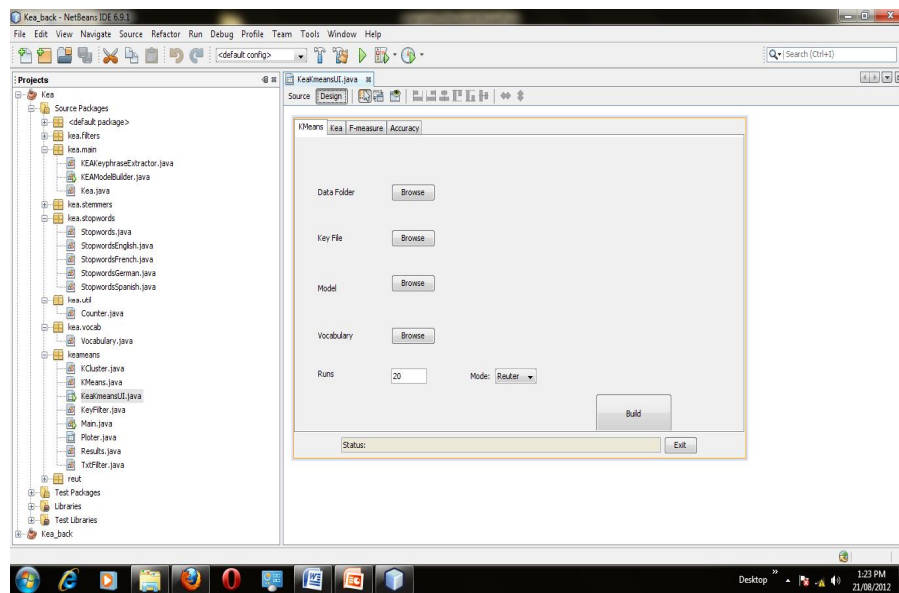 Kea_back - NetBeans IDE 6.9.1
File Edit View Navigate Source Refactor Run Debug Profile Team Tools Window Help
<default config>
Search (Ctrl+I)
Projects
KeaKmeansUI.java
Source Design
Kea
Source Packages
<default package>
kea.filters
kea.main
KEAKeyphraseExtractor.java
KEAModelBuilder.java
Kea.java
kea.stemmers
kea.stopwords
Stopwords.java
StopwordsEnglish.java
StopwordsFrench.java
StopwordsGerman.java
StopwordsSpanish.java
kea.util
Counter.java
kea.vocab
Vocabulary.java
keameans
KCluster.java
KMeans.java
KeaKmeansUI.java
KeyFilter.java
Main.java
Ploter.java
Results.java
TxtFilter.java
reut
Test Packages
Libraries
Test Libraries
Kea_back
KMeans Kea F-measure Accuracy
Data Folder Browse
Key File Browse
Model Browse
Vocabulary Browse
Runs 20 Mode: Reuter
Build
Status: Exit
Desktop
1:23 PM
21/08/2012